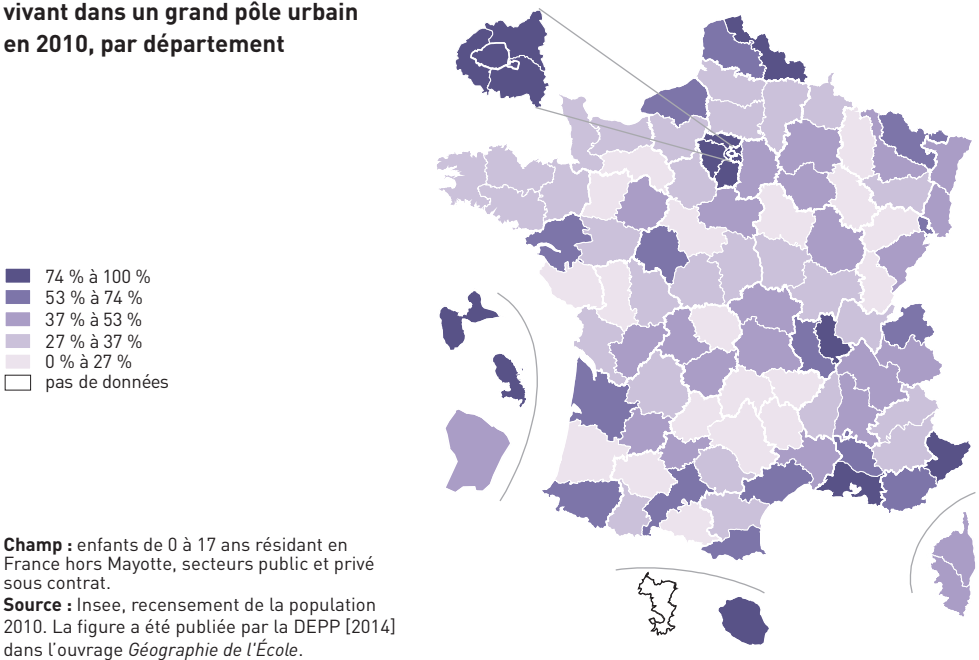 vivant dans un grand pôle urbain
en 2010, par département
74 % à 100 %
53 % à 74 %
37 % à 53 %
27 % à 37 %
0 % à 27 %
pas de données
Champ : enfants de 0 à 17 ans résidant en
France hors Mayotte, secteurs public et privé
sous contrat.
Source : Insee, recensement de la population
2010. La figure a été publiée par la DEPP [2014]
dans l'ouvrage Géographie de l'École.